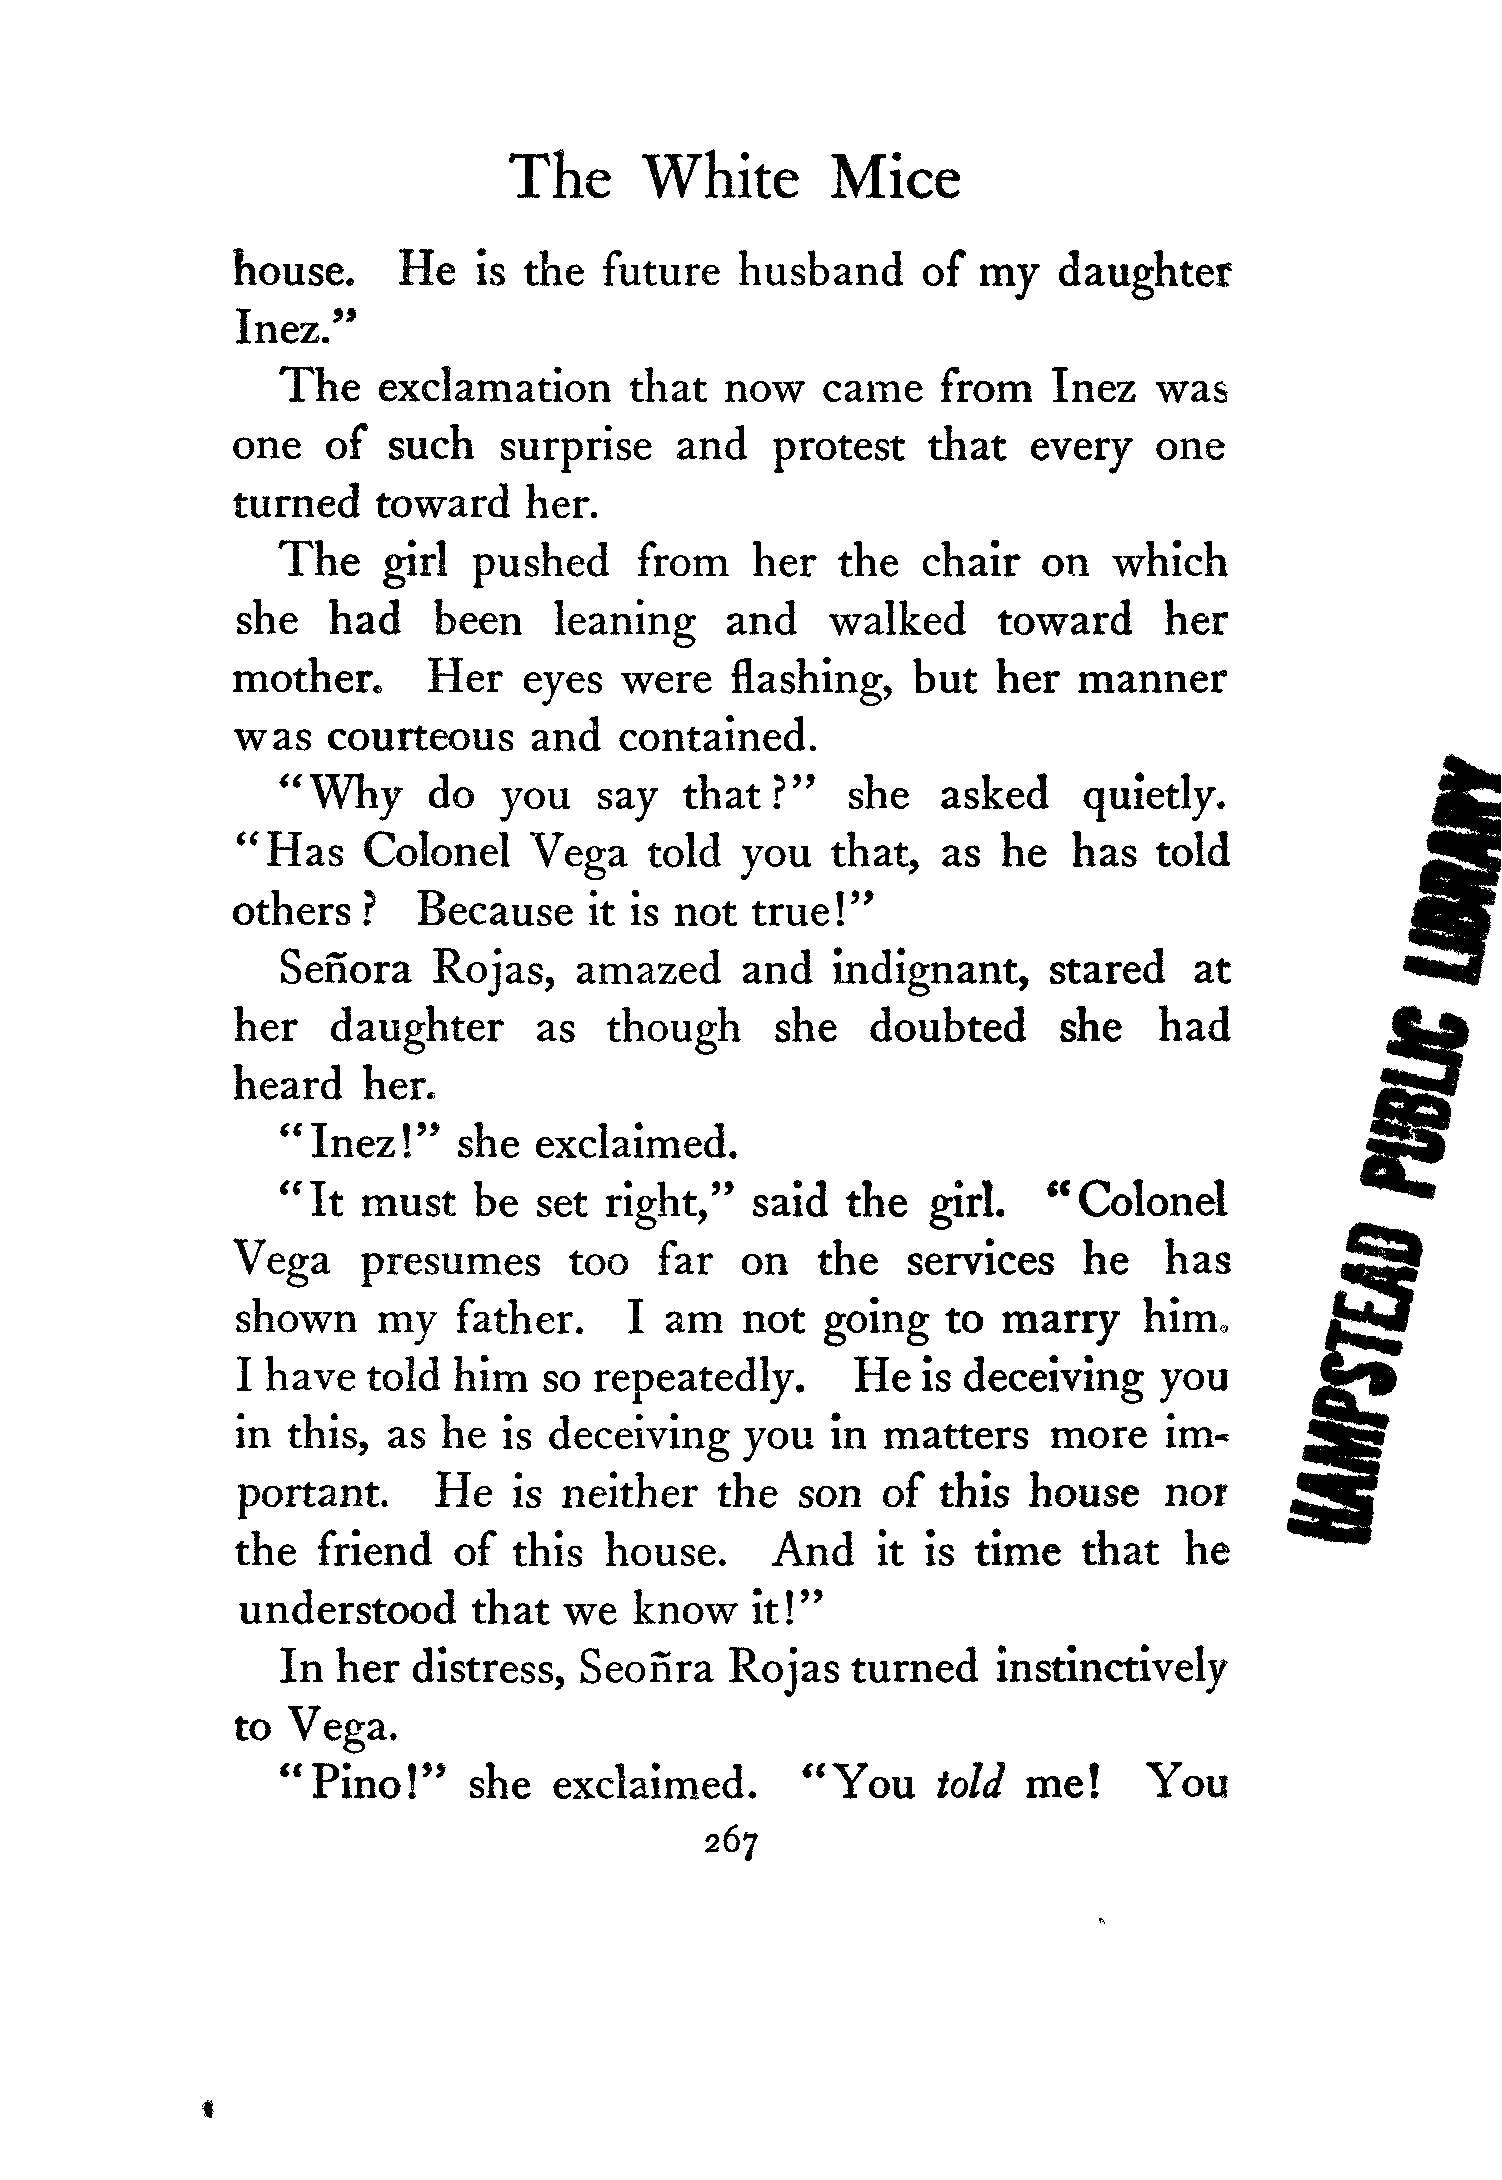 The White Mice
house. He is the future husband of my daughter
Inez.”
The exclamation that now came from Inez was
one of such surprise and protest that every one
turned toward her.
The girl pushed from her the chair on which
she had been leaning and walked toward her
mother. Her eyes were flashing, but her manner
was courteous and contained.
“Why do you say that?” she asked quietly.
“Has Colonel Vega told you that, as he has told
others? Because it is not true!”
Señora Rojas, amazed and indignant, stared at
her daughter as though she doubted she had
heard her.
“Inez!” she exclaimed.
“It must be set right,” said the girl. “Colonel
Vega presumes too far on the services he has
shown my father. I am not going to marry him.
I have told him so repeatedly. He is deceiving you
in this, as he is deceiving you in matters more im-
portant. He is neither the son of this house nor
the friend of this house. And it is time that he
understood that we know it!”
In her distress, Seoñra Rojas turned instinctively
to Vega.
“Pino!” she exclaimed. “You told me! You
267
HAMPSTEAD PUBLIC LIBRARY